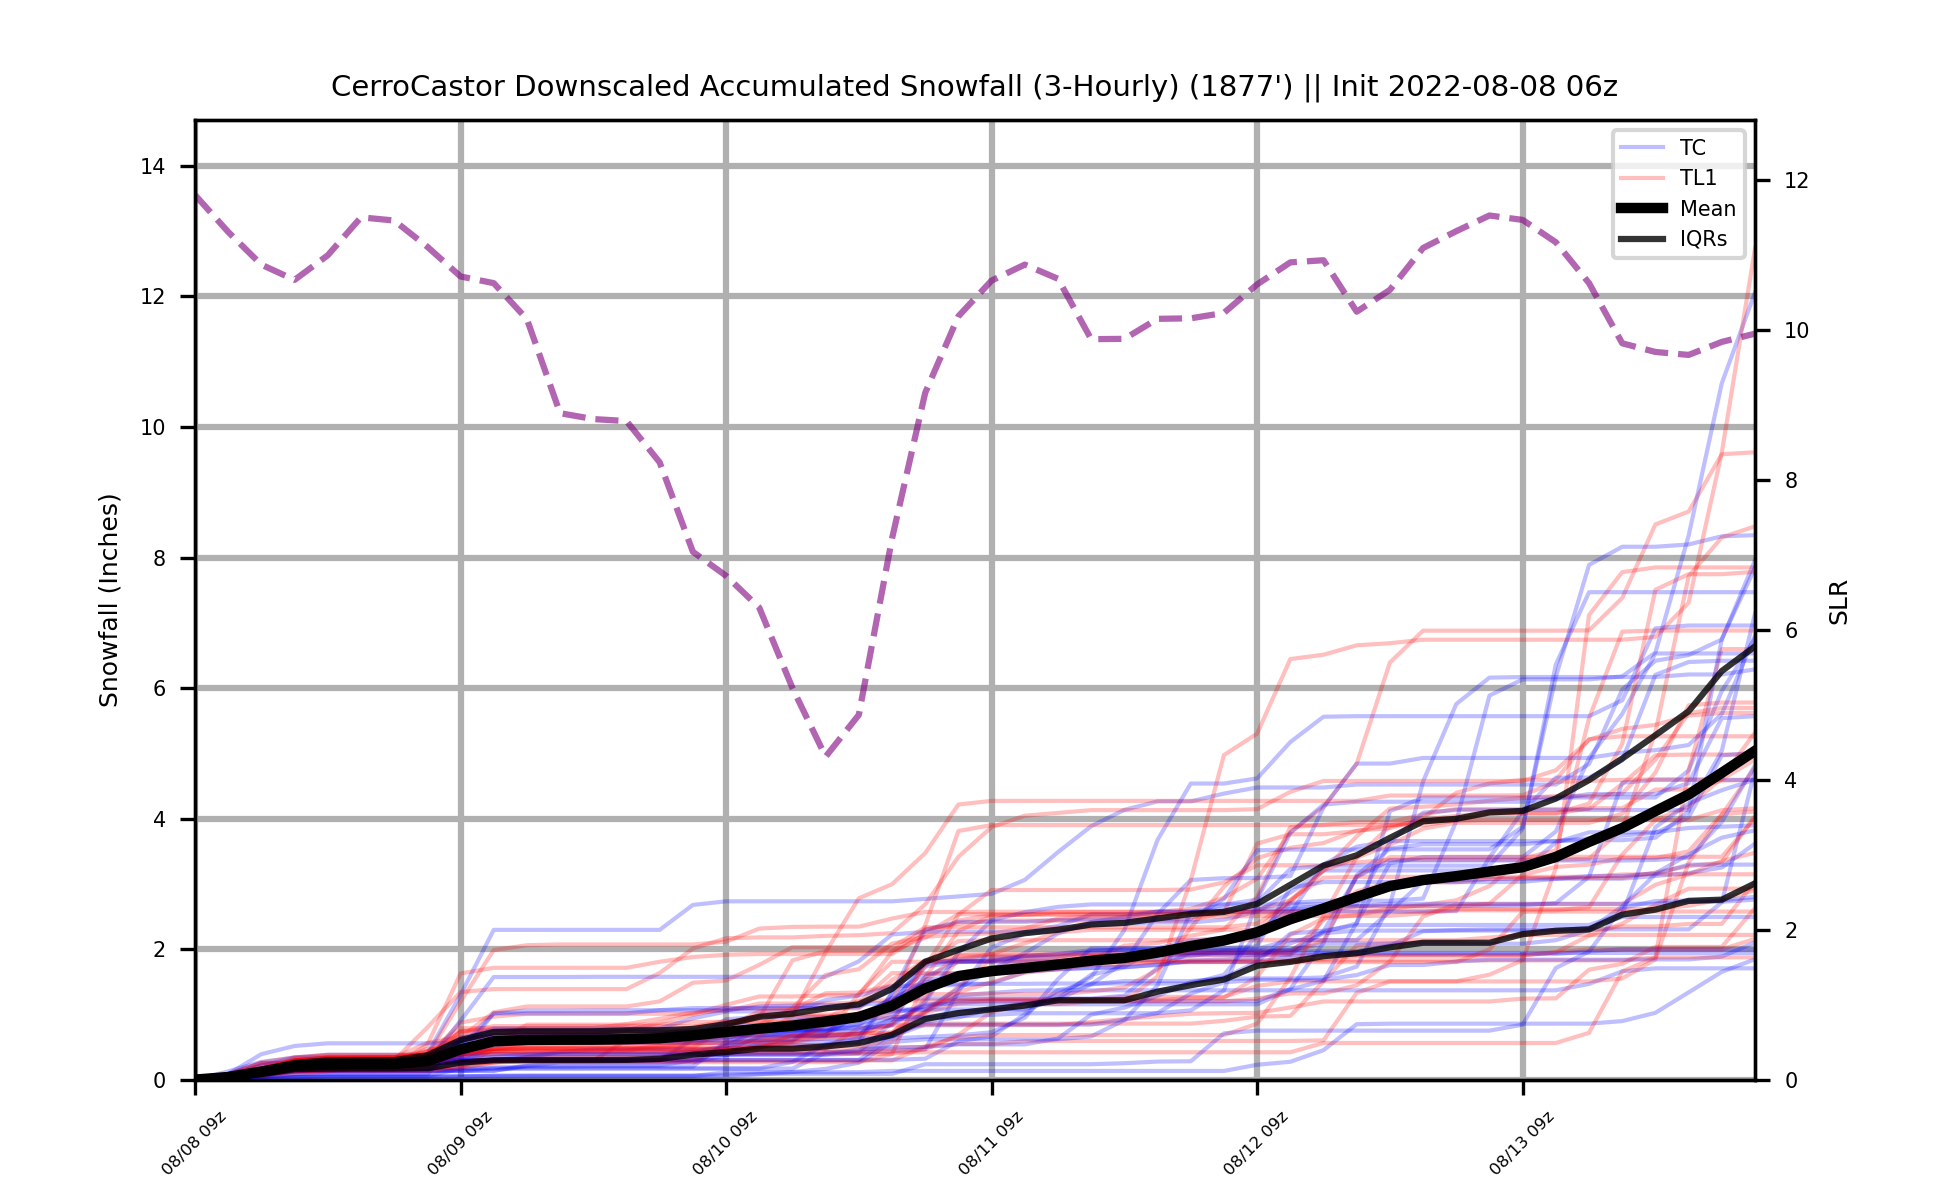 CerroCastor Downscaled Accumulated Snowfall (3-Hourly) (1877') || Init 2022-08-08 06z
TC
TL1
Mean
IQRs
Snowfall (Inches)
14
12
10
8
6
4
2
0
SLR
12
10
8
6
4
2
0
08/08 09z
08/09 09z
08/10 09z
08/11 09z
08/12 09z
08/13 09z